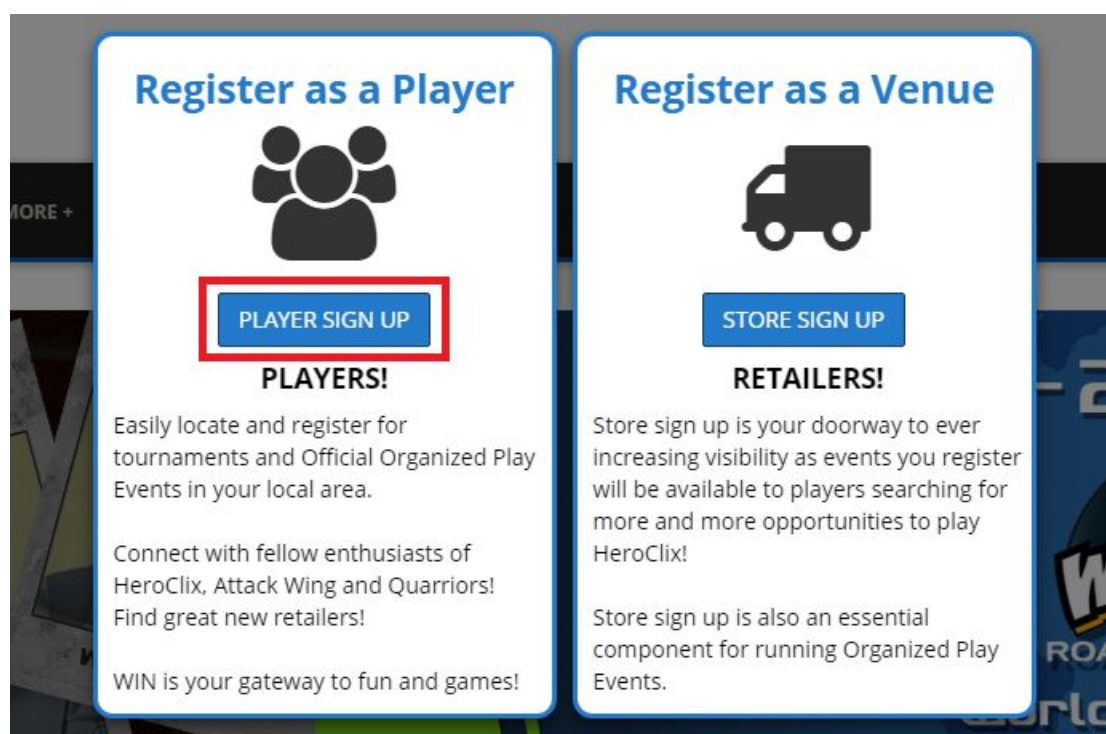 Register as a Player
PLAYER SIGN UP
PLAYERS!
Easily locate and register for
tournaments and Official Organized Play
Events in your local area.
Connect with fellow enthusiasts of
HeroClix, Attack Wing and Quarriors!
Find great new retailers!
WIN is your gateway to fun and games!
Register as a Venue
STORE SIGN UP
RETAILERS!
Store sign up is your doorway to ever
increasing visibility as events you register
will be available to players searching for
more and more opportunities to play
HeroClix!
Store sign up is also an essential
component for running Organized Play
Events.
MORE +